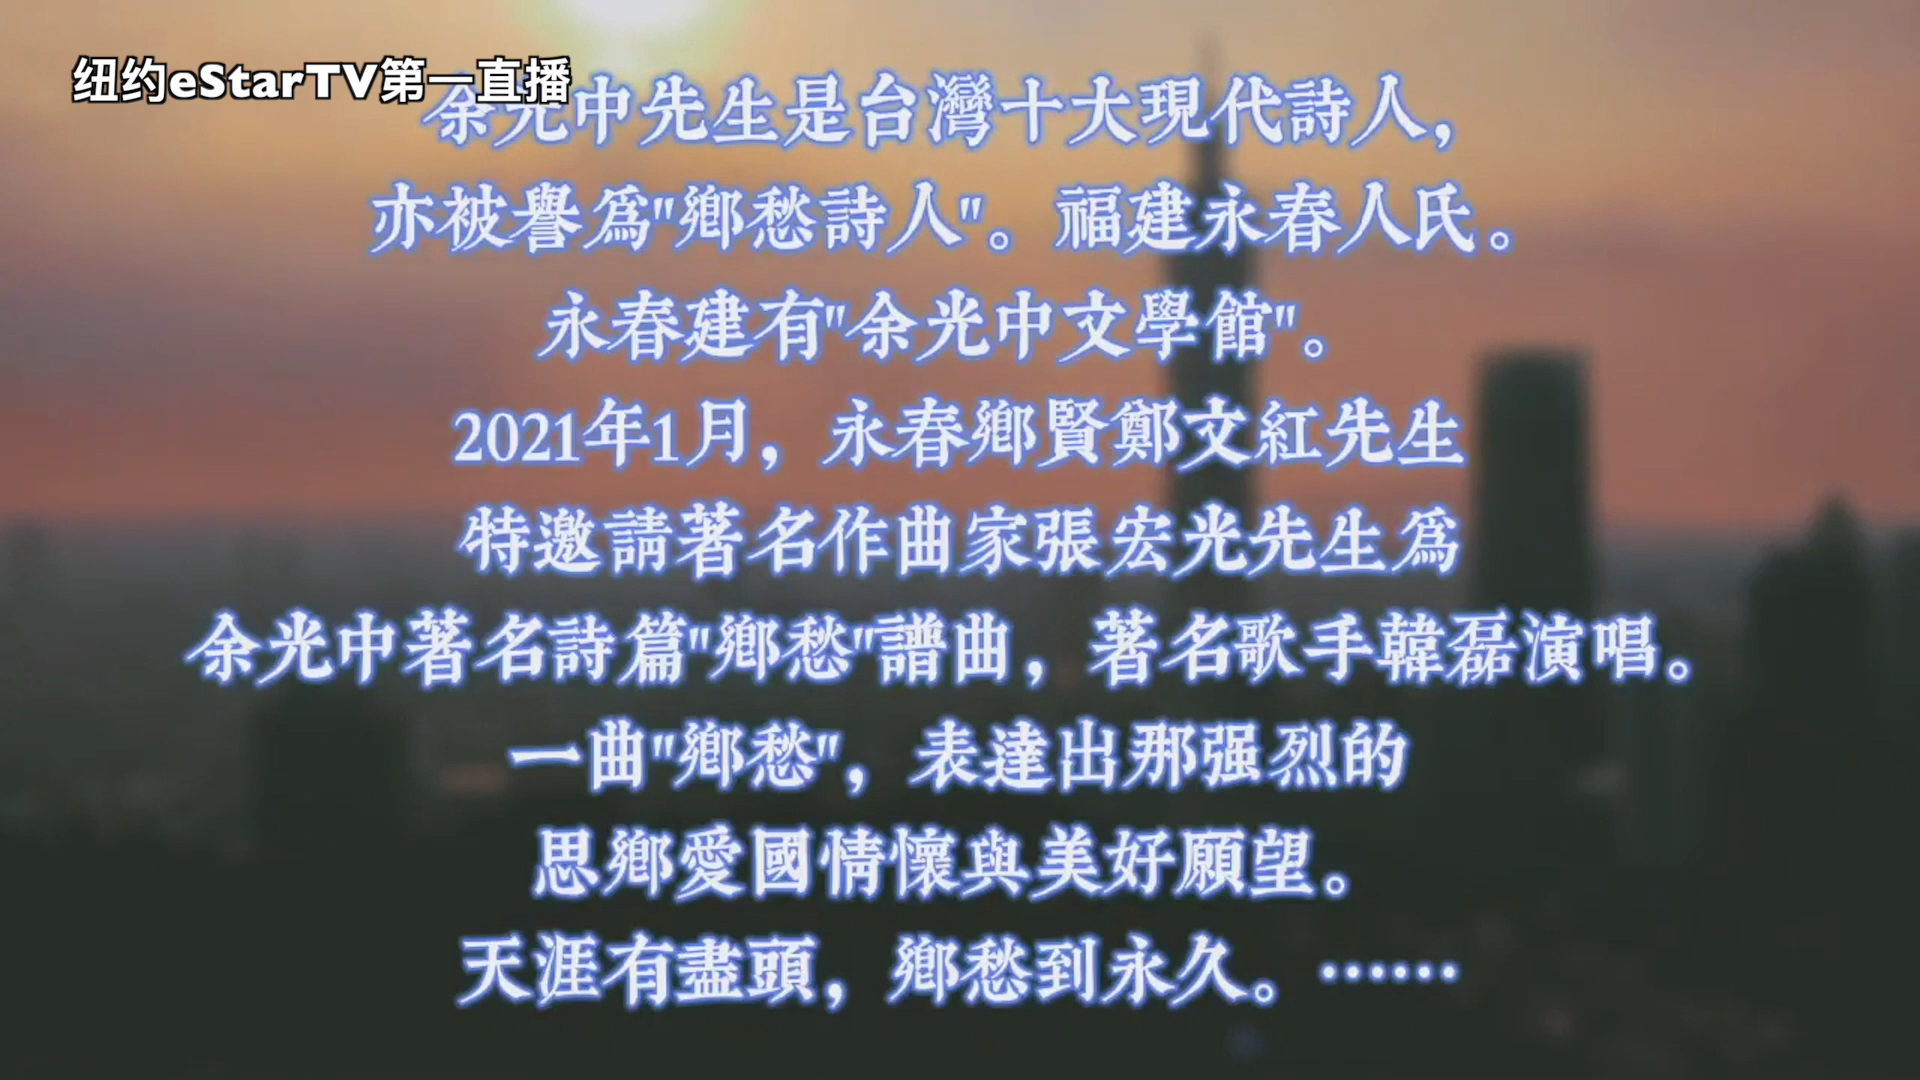 纽约eStarTV第一直播
余光中先生是台灣十大現代詩人，
亦被譽爲"鄉愁詩人"。福建永春人氏。
永春建有"余光中文學館"。
2021年1月，永春鄉賢鄭文紅先生
特邀請著名作曲家張宏光先生爲
余光中著名詩篇"鄉愁"譜曲，著名歌手韓磊演唱。
一曲"鄉愁"，表達出那强烈的
思鄉愛國情懷與美好願望。
天涯有盡頭，鄉愁到永久。……